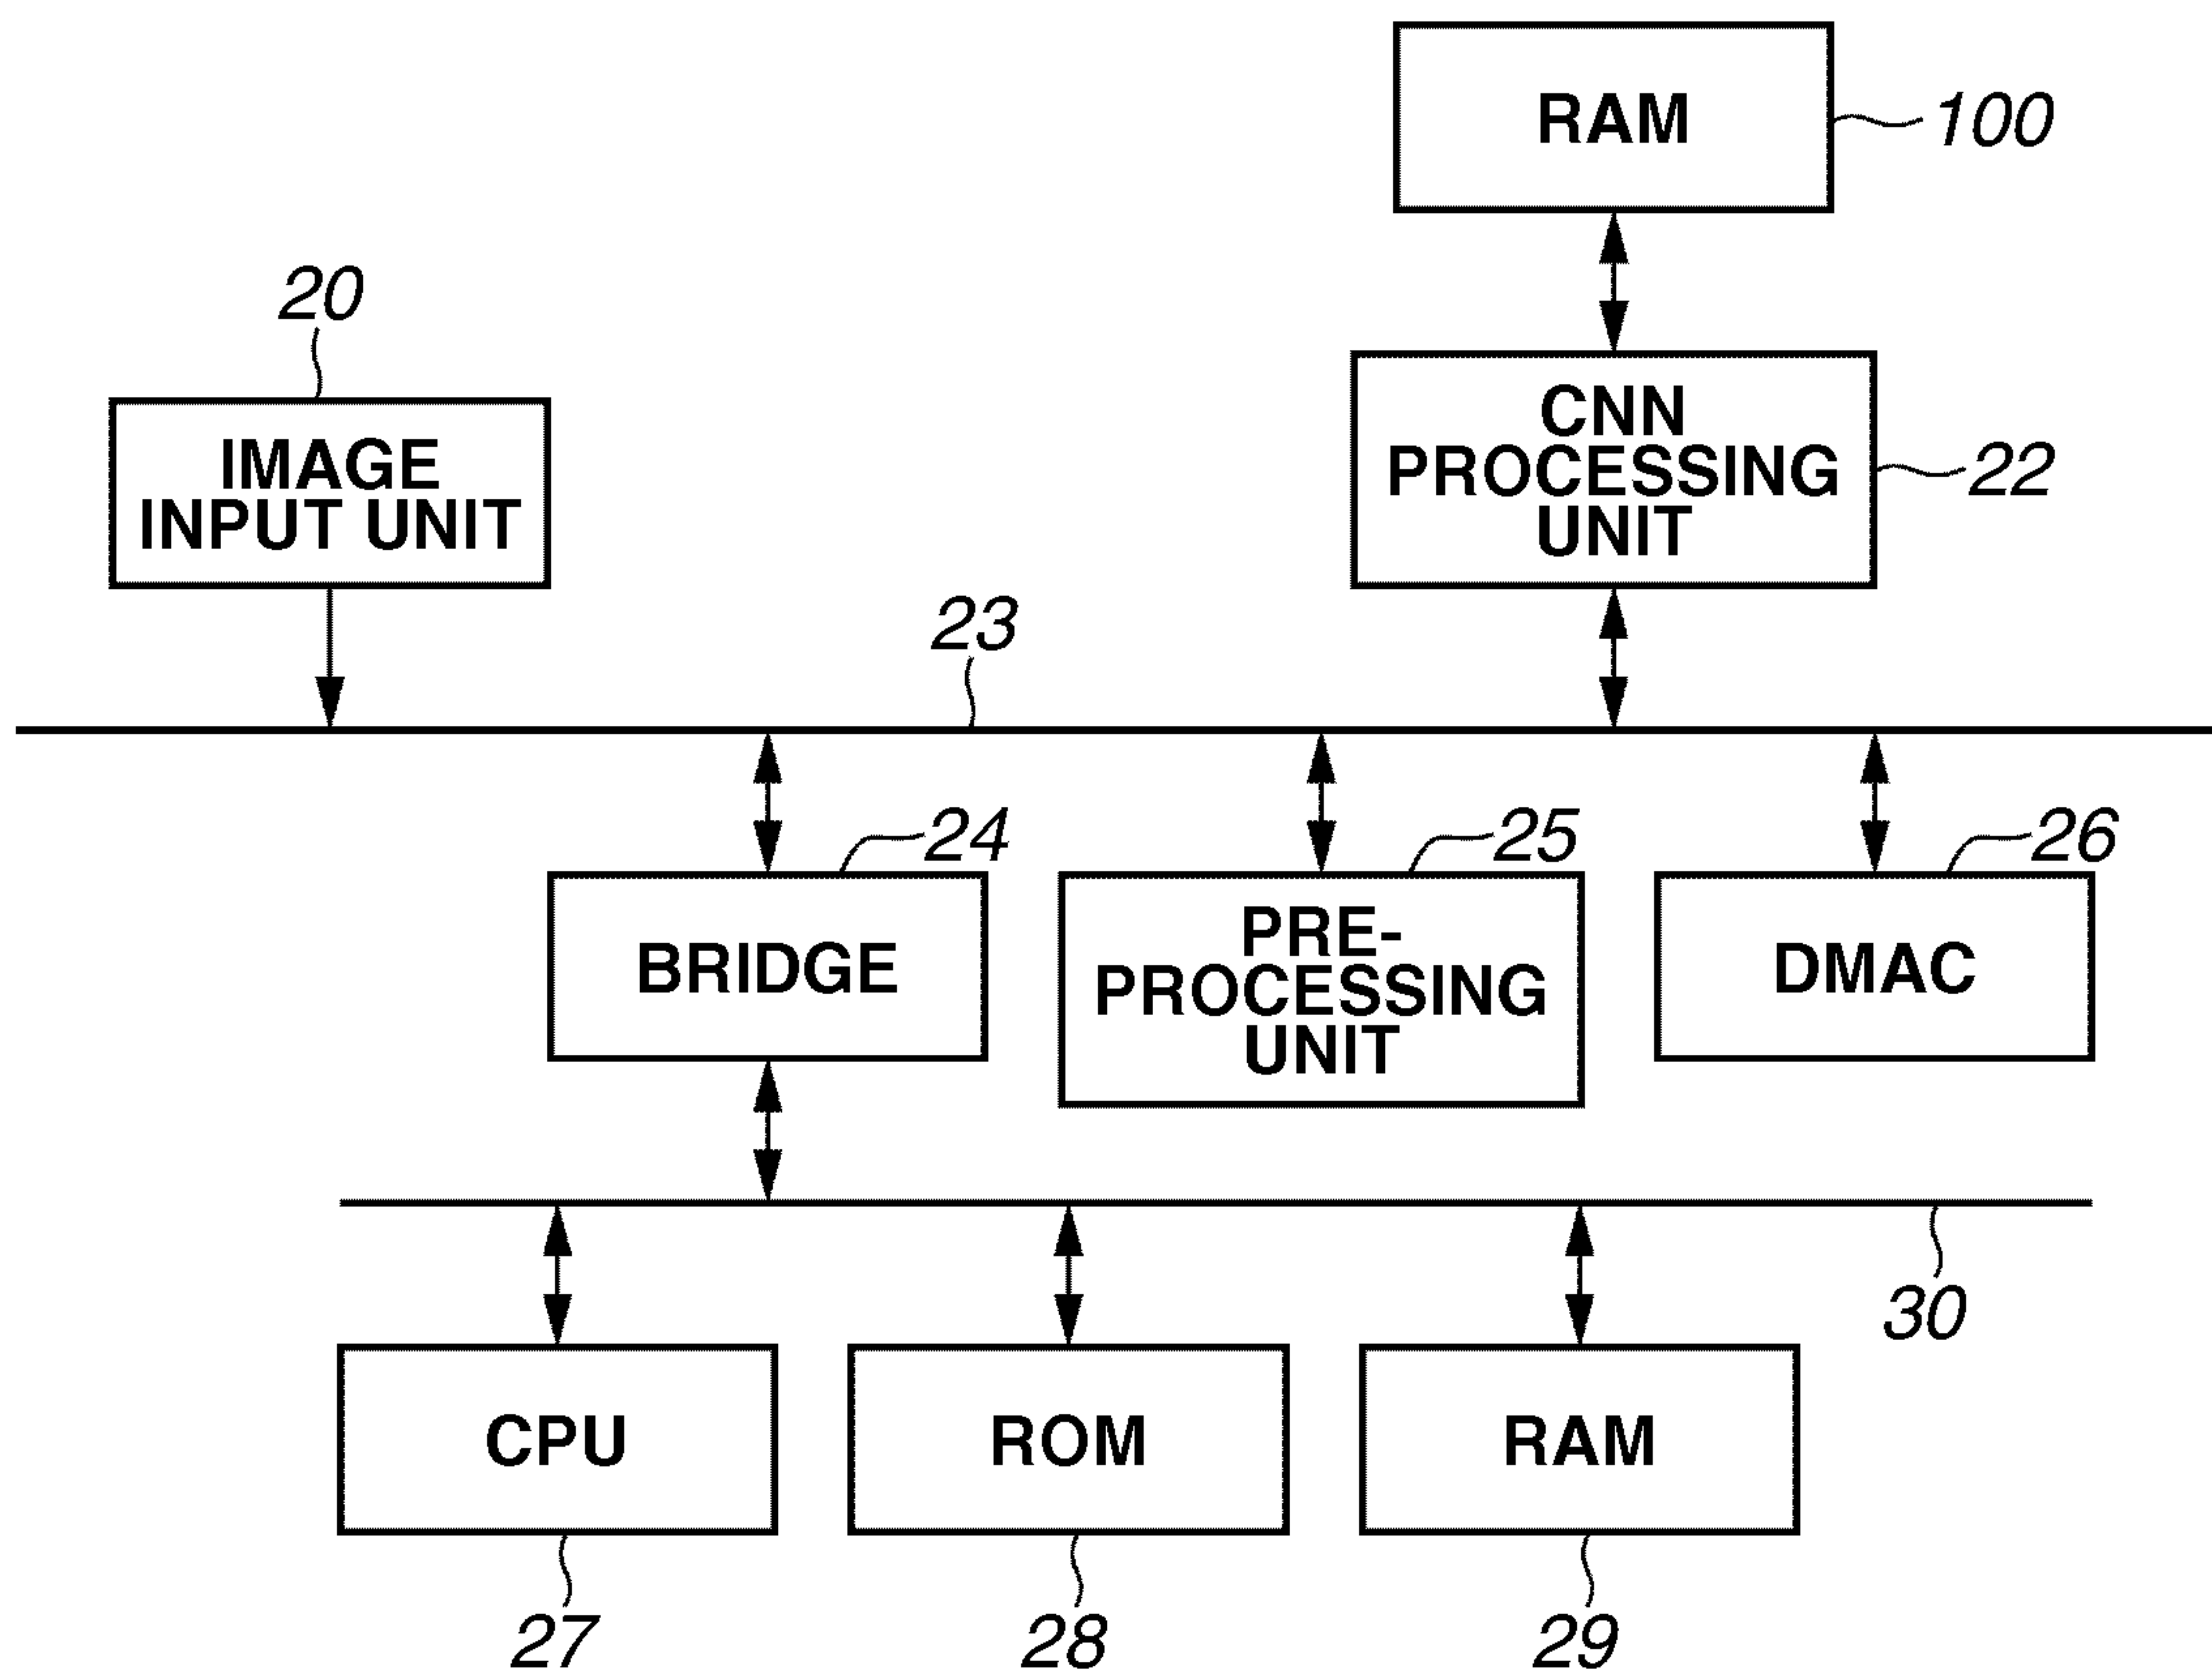 RAM
100
20
CNN
PROCESSING
UNIT
22
IMAGE
INPUT UNIT
23
24
25
26
BRIDGE
PRE-
PROCESSING
UNIT
DMAC
30
CPU
ROM
RAM
27
28
29